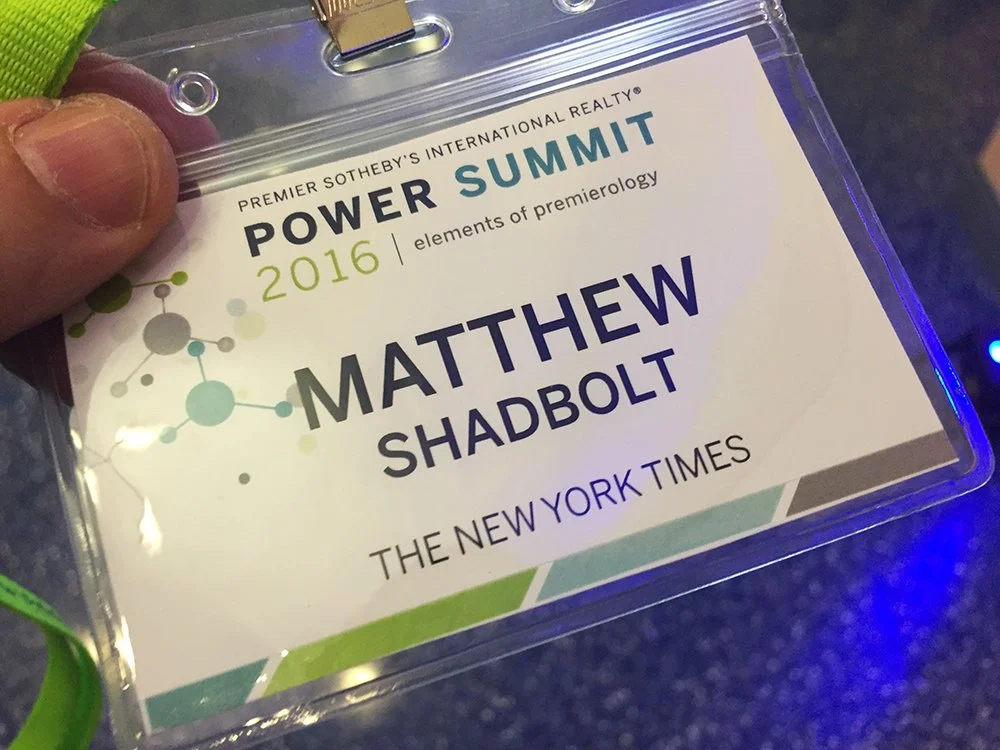 PREMIER SOTHEBY'S INTERNATIONAL REALTY®
POWER SUMMIT
2016 | elements of premierology
MATTHEW
SHADBOLT
THE NEW YORK TIMES